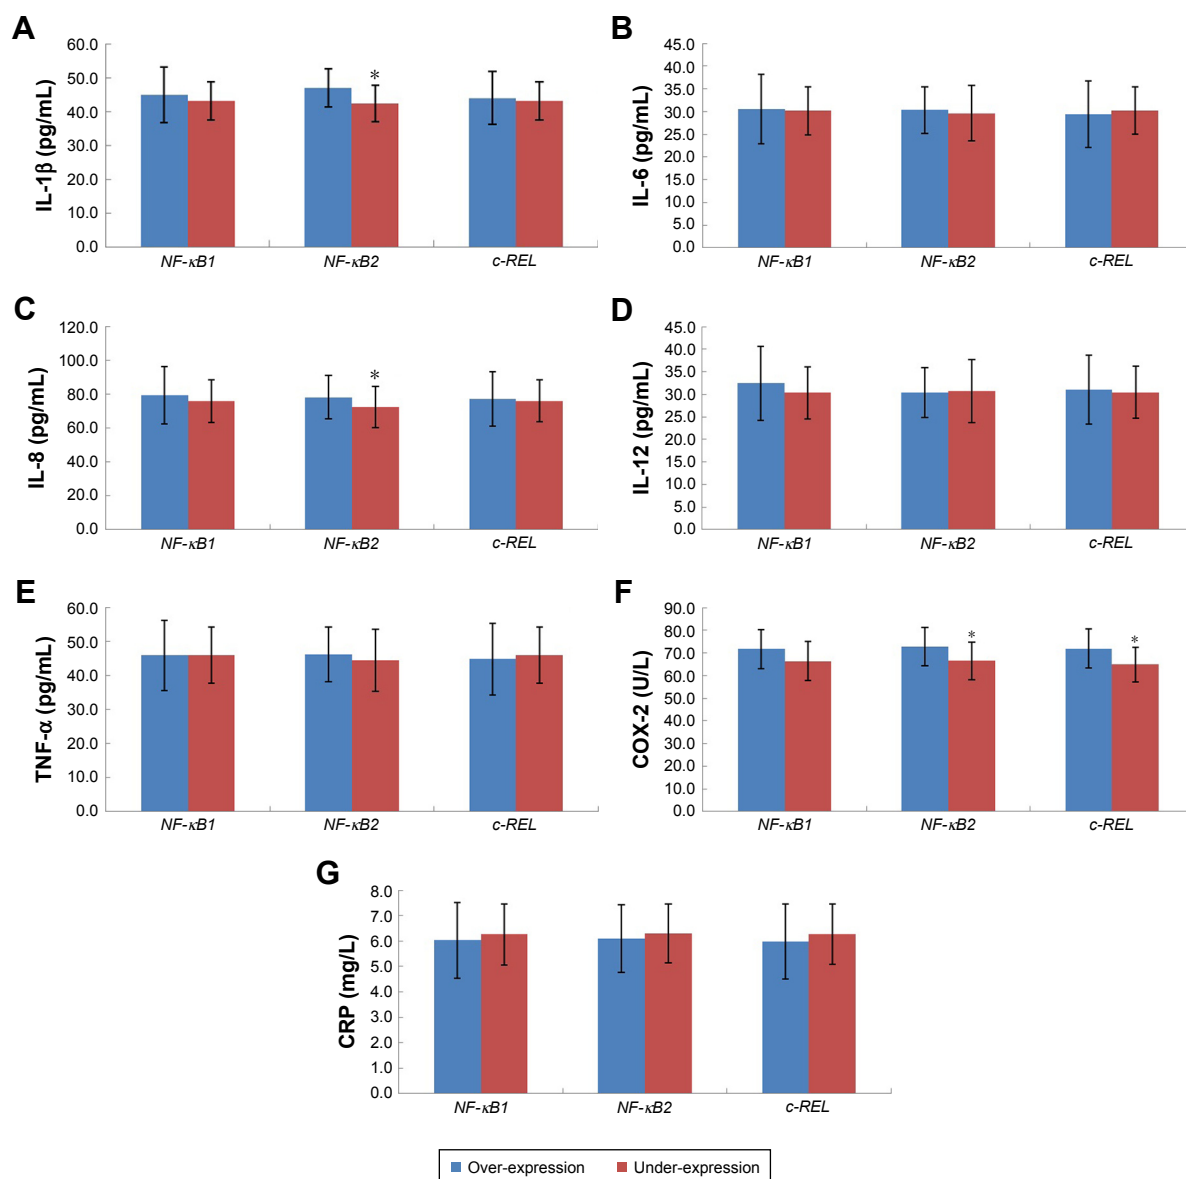 A
IL-1β (pg/mL)
60.0
50.0
40.0
30.0
20.0
10.0
0.0
*
NF-κB1 NF-κB2 c-REL
B
IL-6 (pg/mL)
45.0
40.0
35.0
30.0
25.0
20.0
15.0
10.0
5.0
0.0
NF-κB1 NF-κB2 c-REL
C
IL-8 (pg/mL)
120.0
100.0
80.0
60.0
40.0
20.0
0.0
*
NF-κB1 NF-κB2 c-REL
D
IL-12 (pg/mL)
45.0
40.0
35.0
30.0
25.0
20.0
15.0
10.0
5.0
0.0
NF-κB1 NF-κB2 c-REL
E
TNF-α (pg/mL)
60.0
50.0
40.0
30.0
20.0
10.0
0.0
NF-κB1 NF-κB2 c-REL
F
COX-2 (U/L)
90.0
80.0
70.0
60.0
50.0
40.0
30.0
20.0
10.0
0.0
* *
NF-κB1 NF-κB2 c-REL
G
CRP (mg/L)
8.0
7.0
6.0
5.0
4.0
3.0
2.0
1.0
0.0
NF-κB1 NF-κB2 c-REL
Over-expression Under-expression